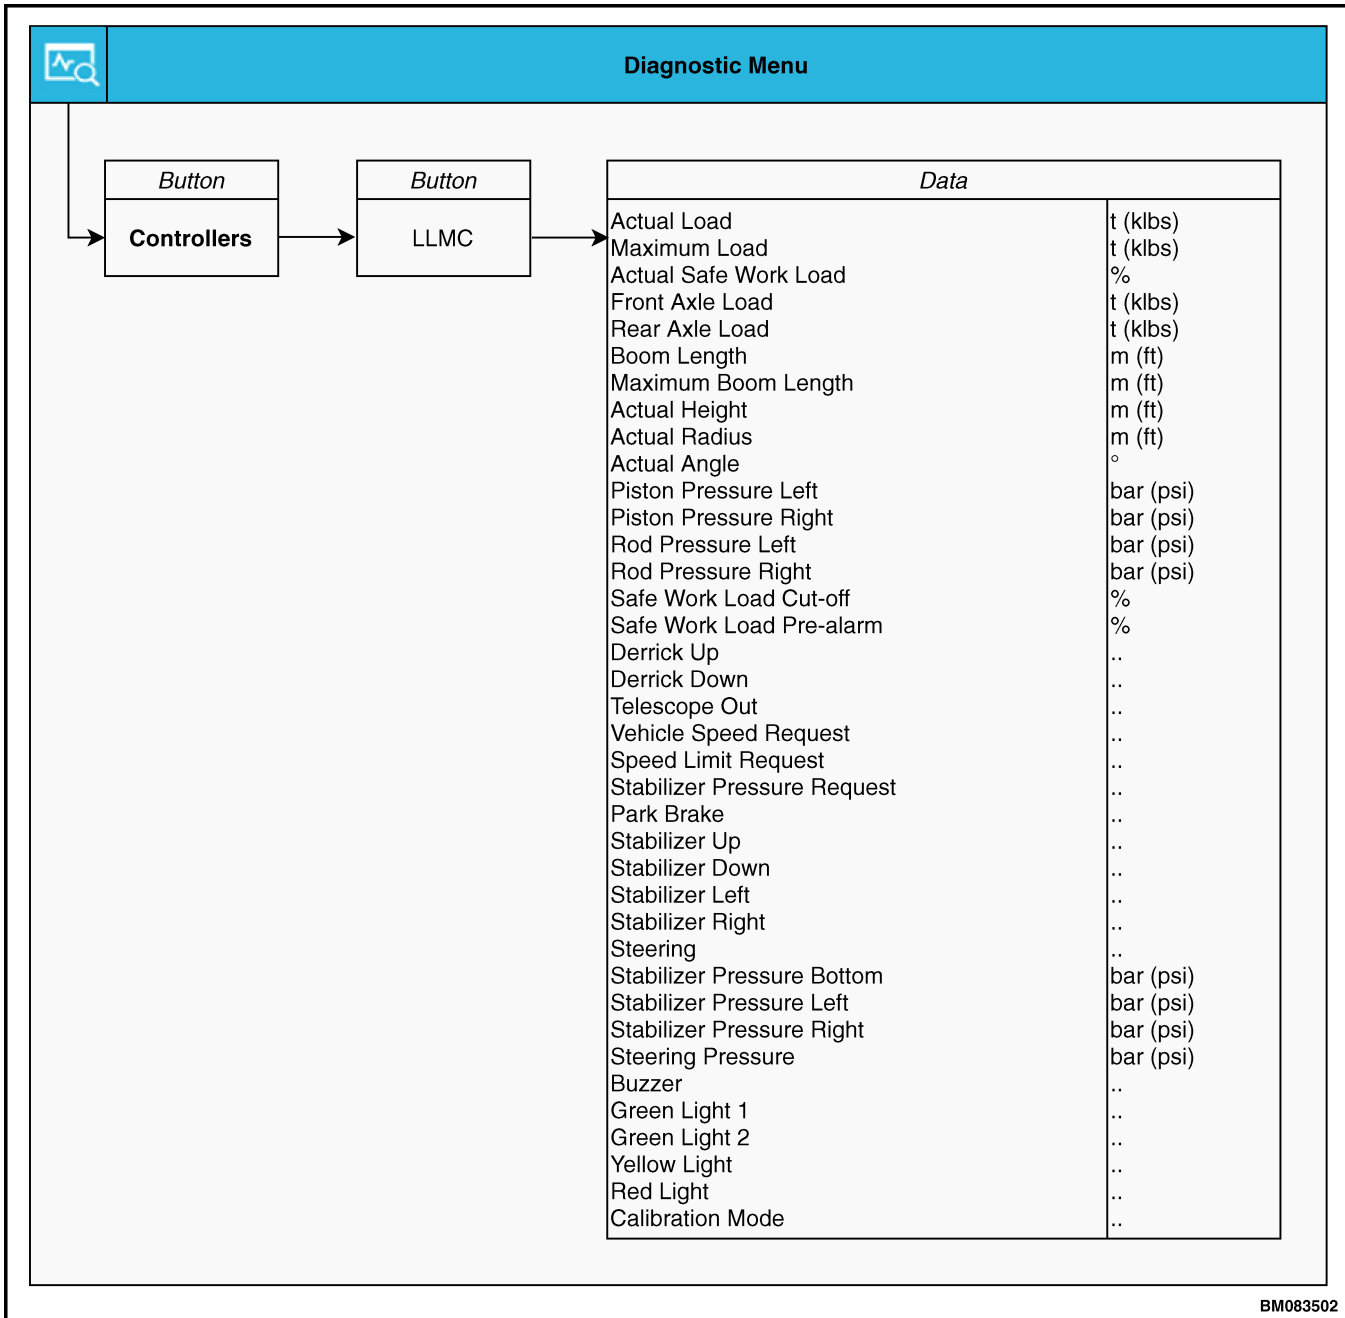 Diagnostic Menu
Button
Controllers
Button
LLMC
Data
Actual Load t (klbs)
Maximum Load t (klbs)
Actual Safe Work Load %
Front Axle Load t (klbs)
Rear Axle Load t (klbs)
Boom Length m (ft)
Maximum Boom Length m (ft)
Actual Height m (ft)
Actual Radius m (ft)
Actual Angle °
Piston Pressure Left bar (psi)
Piston Pressure Right bar (psi)
Rod Pressure Left bar (psi)
Rod Pressure Right bar (psi)
Safe Work Load Cut-off %
Safe Work Load Pre-alarm %
Derrick Up ..
Derrick Down ..
Telescope Out ..
Vehicle Speed Request ..
Speed Limit Request ..
Stabilizer Pressure Request ..
Park Brake ..
Stabilizer Up ..
Stabilizer Down ..
Stabilizer Left ..
Stabilizer Right ..
Steering ..
Stabilizer Pressure Bottom bar (psi)
Stabilizer Pressure Left bar (psi)
Stabilizer Pressure Right bar (psi)
Steering Pressure bar (psi)
Buzzer ..
Green Light 1 ..
Green Light 2 ..
Yellow Light ..
Red Light ..
Calibration Mode ..
BM083502